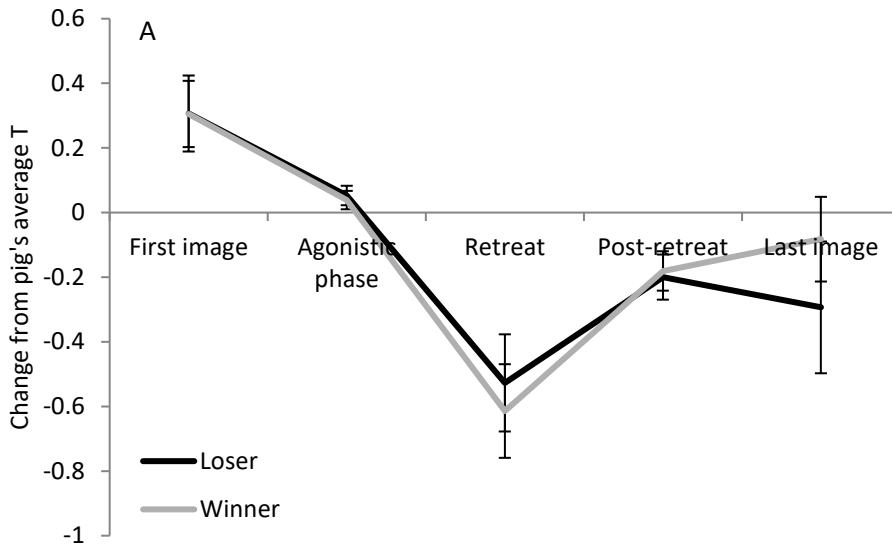 A
Change from pig's average T
0.6
0.4
0.2
0
-0.2
-0.4
-0.6
-0.8
-1
First image
Agonistic
phase
Retreat
Post-retreat
Last image
Loser
Winner